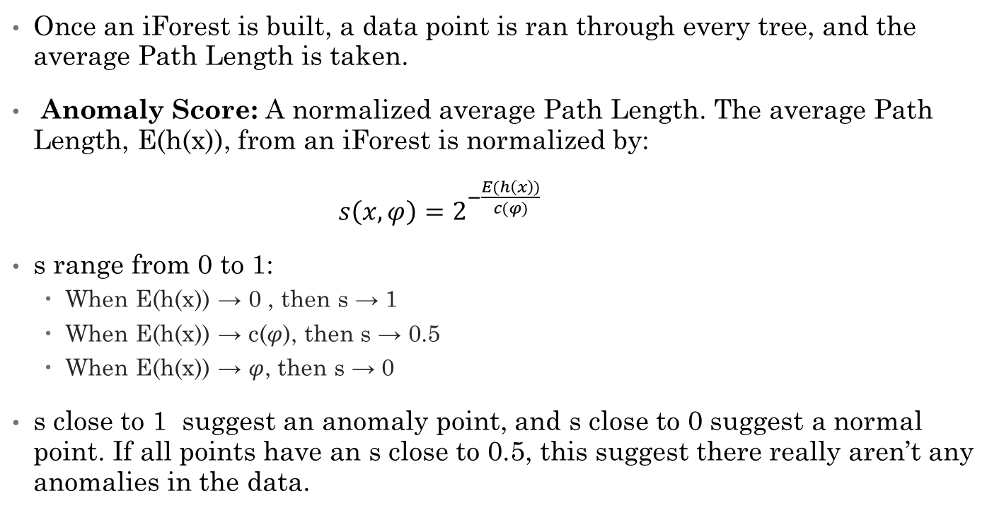 • Once an iForest is built, a data point is ran through every tree, and the
average Path Length is taken.
• Anomaly Score: A normalized average Path Length. The average Path
Length, E(h(x)), from an iForest is normalized by:
s(x, φ) = 2^{-\frac{E(h(x))}{c(φ)}}
• s range from 0 to 1:
• When E(h(x)) → 0 , then s → 1
• When E(h(x)) → c(φ), then s → 0.5
• When E(h(x)) → φ, then s → 0
• s close to 1  suggest an anomaly point, and s close to 0 suggest a normal
point. If all points have an s close to 0.5, this suggest there really aren’t any
anomalies in the data.